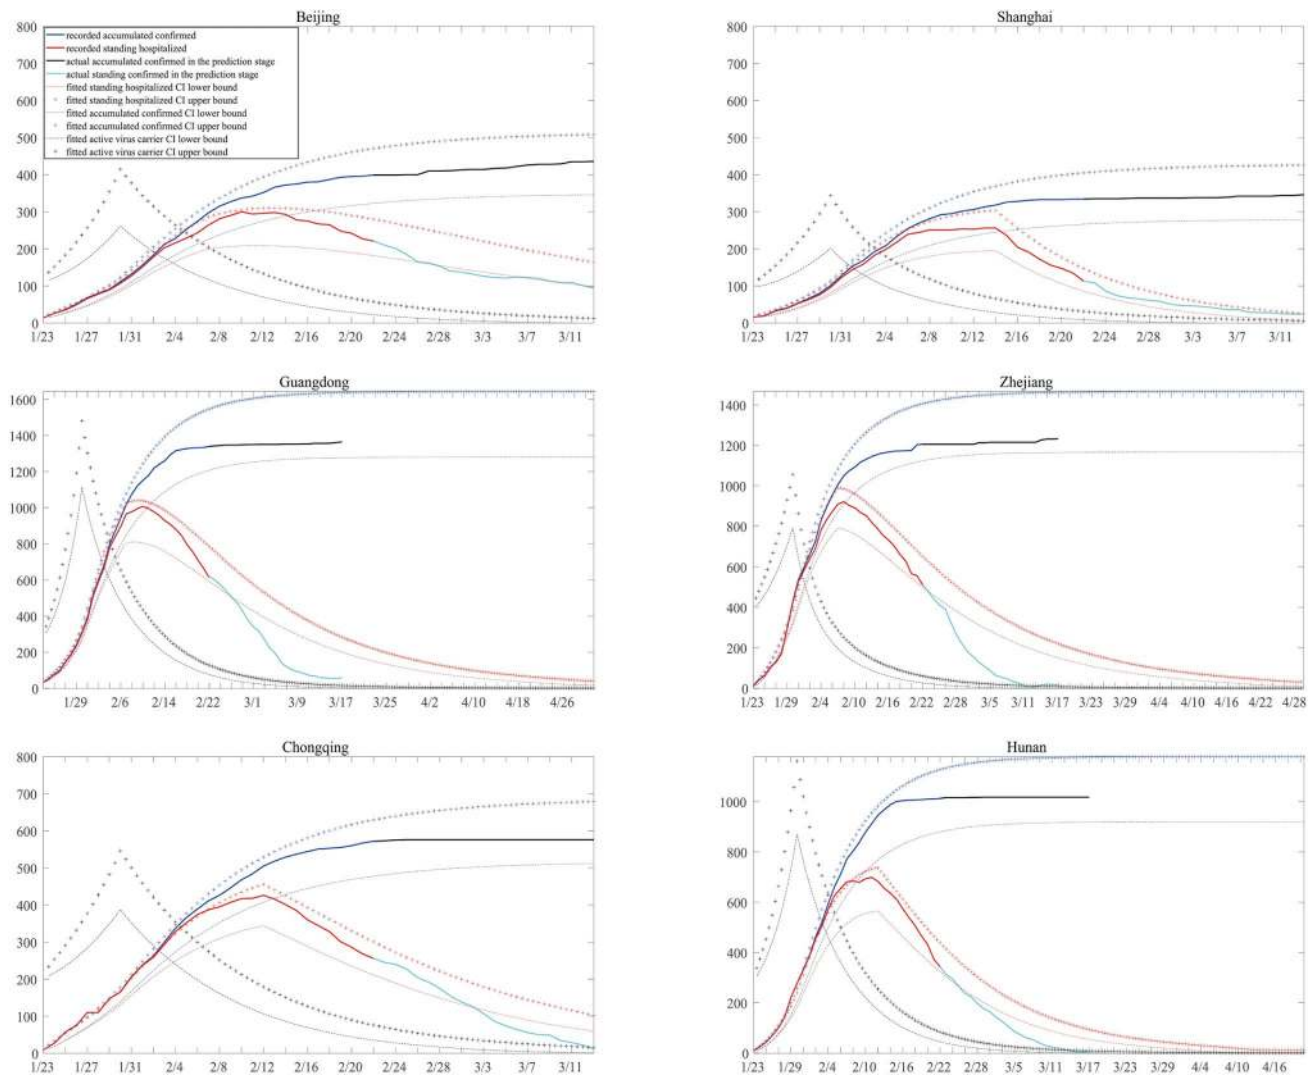 Beijing
800
700
600
500
400
300
200
100
0
recorded accumulated confirmed
recorded standing hospitalized
actual accumulated confirmed in the prediction stage
actual standing confirmed in the prediction stage
fitted standing hospitalized CI lower bound
fitted standing hospitalized CI upper bound
fitted accumulated confirmed CI lower bound
fitted accumulated confirmed CI upper bound
fitted active virus carrier CI lower bound
fitted active virus carrier CI upper bound
1/23 1/27 1/31 2/4 2/8 2/12 2/16 2/20 2/24 2/28 3/3 3/7 3/11
Shanghai
800
700
600
500
400
300
200
100
0
1/23 1/27 1/31 2/4 2/8 2/12 2/16 2/20 2/24 2/28 3/3 3/7 3/11
Guangdong
1600
1400
1200
1000
800
600
400
200
0
1/29 2/6 2/14 2/22 3/1 3/9 3/17 3/25 4/2 4/10 4/18 4/26
Zhejiang
1400
1200
1000
800
600
400
200
0
1/23 1/29 2/4 2/10 2/16 2/22 2/28 3/5 3/11 3/17 3/23 3/29 4/4 4/10 4/16 4/22 4/28
Chongqing
800
700
600
500
400
300
200
100
0
1/23 1/27 1/31 2/4 2/8 2/12 2/16 2/20 2/24 2/28 3/3 3/7 3/11
Hunan
1000
800
600
400
200
0
1/23 1/29 2/4 2/10 2/16 2/22 2/28 3/5 3/11 3/17 3/23 3/29 4/4 4/10 4/16